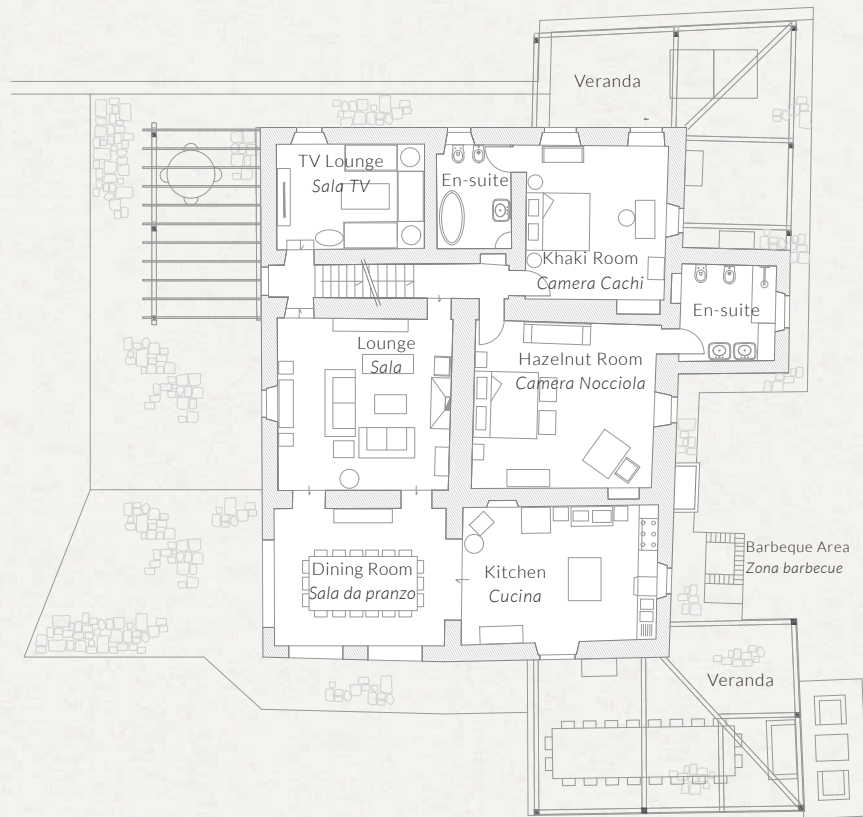 Veranda
TV Lounge
Sala TV
En-suite
Khaki Room
Camera Cachi
En-suite
Lounge
Sala
Hazelnut Room
Camera Nocciola
Barbeque Area
Zona barbecue
Dining Room
Sala da pranzo
Kitchen
Cucina
Veranda